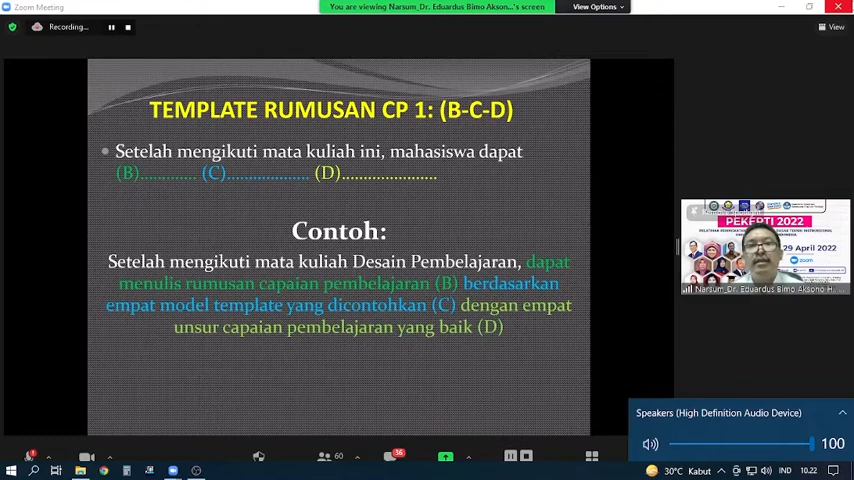 Zoom Meeting
You are viewing Narsum_Dr. Eduardus Bimo Akson...'s screen
View Options
Recording...
View
TEMPLATE RUMUSAN CP 1: (B-C-D)
Setelah mengikuti mata kuliah ini, mahasiswa dapat
(B)............ (C).................. (D).....................
Contoh:
Setelah mengikuti mata kuliah Desain Pembelajaran, dapat
menulis rumusan capaian pembelajaran (B) berdasarkan
empat model template yang dicontohkan (C) dengan empat
unsur capaian pembelajaran yang baik (D)
PEKERTI 2022
29 April 2022
zoom
Narsum_Dr. Eduardus Bimo Aksono H...
Speakers (High Definition Audio Device)
100
60
36
30°C Kabut
IND
10.22